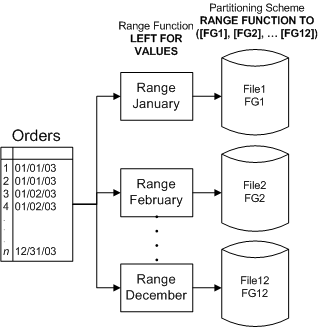 Range Function
LEFT FOR
VALUES
Partitioning Scheme
RANGE FUNCTION TO
([FG1], [FG2], … [FG12])
Range
January
File1
FG1
Orders
1 01/01/03
2 01/01/03
3 01/02/03
4 01/02/03
.
.
.
n 12/31/03
Range
February
File2
FG2
Range
December
File12
FG12